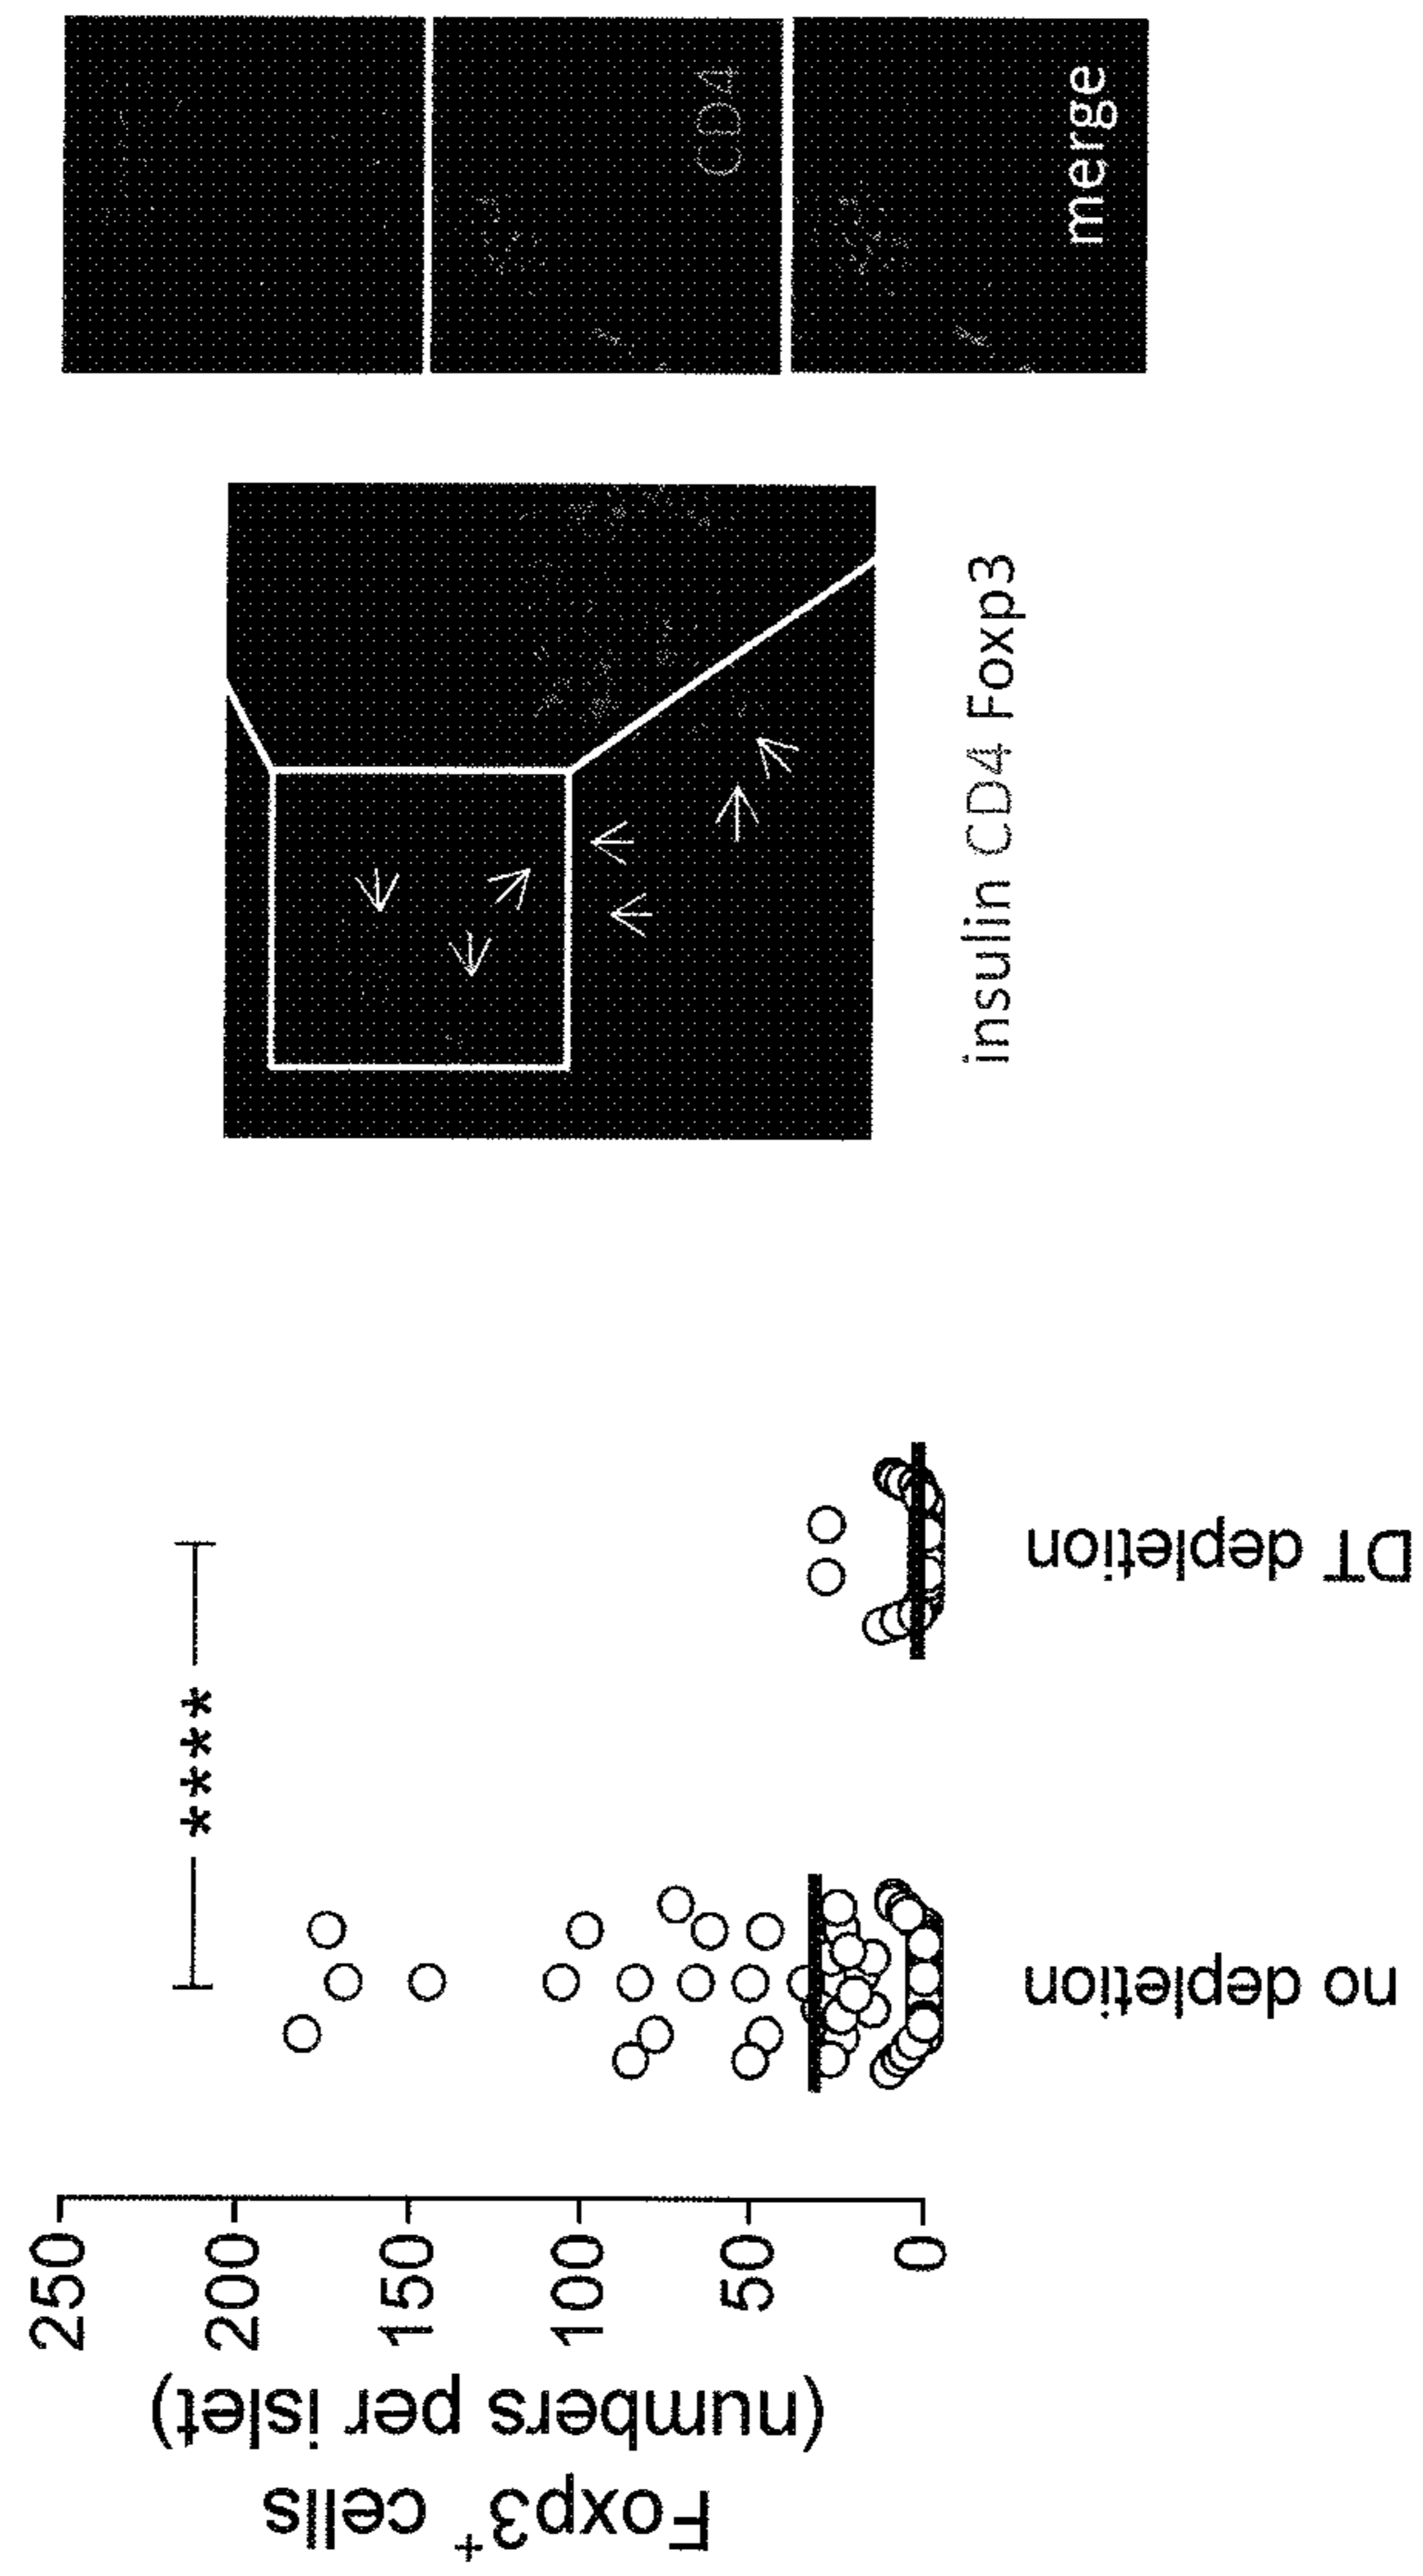 Foxp3⁺ cells
(numbers per islet)
250
200
150
100
50
0
****
no depletion
DT depletion
insulin CD4 Foxp3
CD4
merge